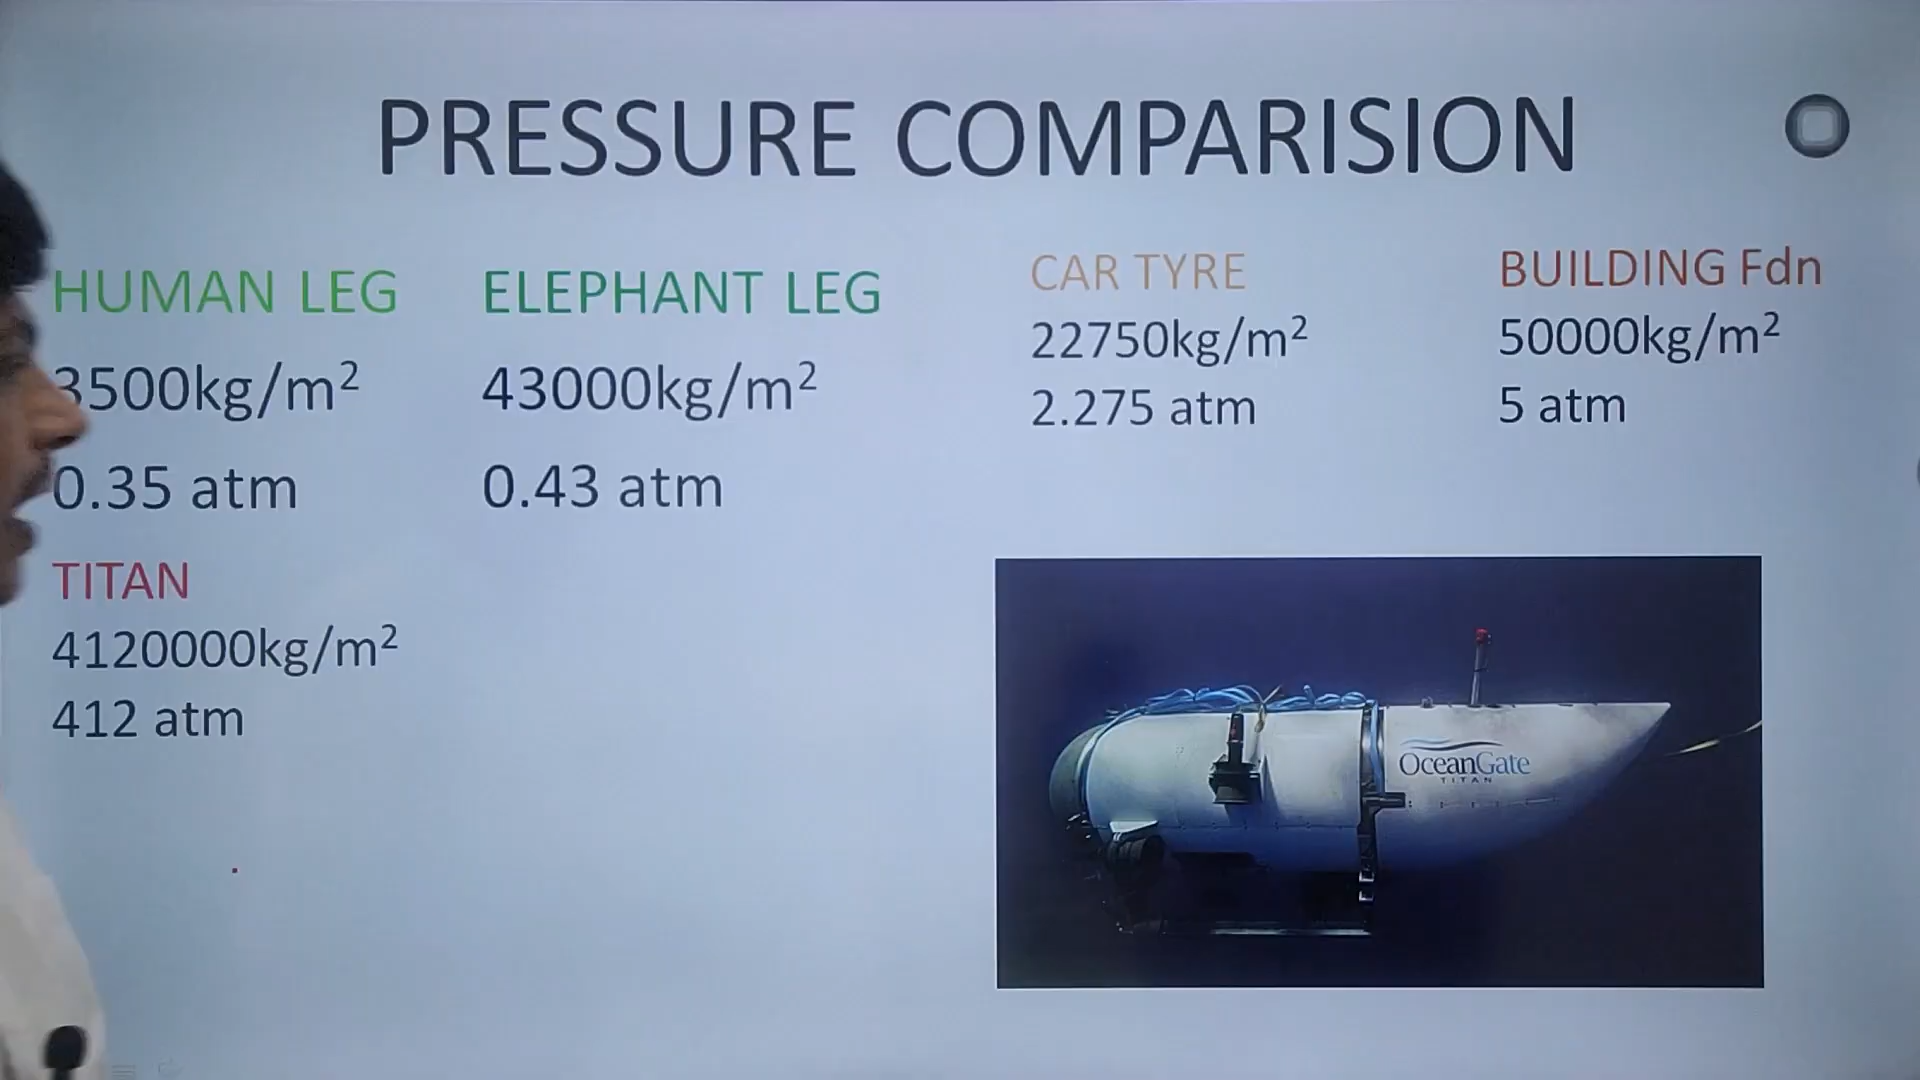 PRESSURE COMPARISION
HUMAN LEG
3500kg/m²
0.35 atm
ELEPHANT LEG
43000kg/m²
0.43 atm
CAR TYRE
22750kg/m²
2.275 atm
BUILDING Fdn
50000kg/m²
5 atm
TITAN
4120000kg/m²
412 atm
OceanGate
TITAN